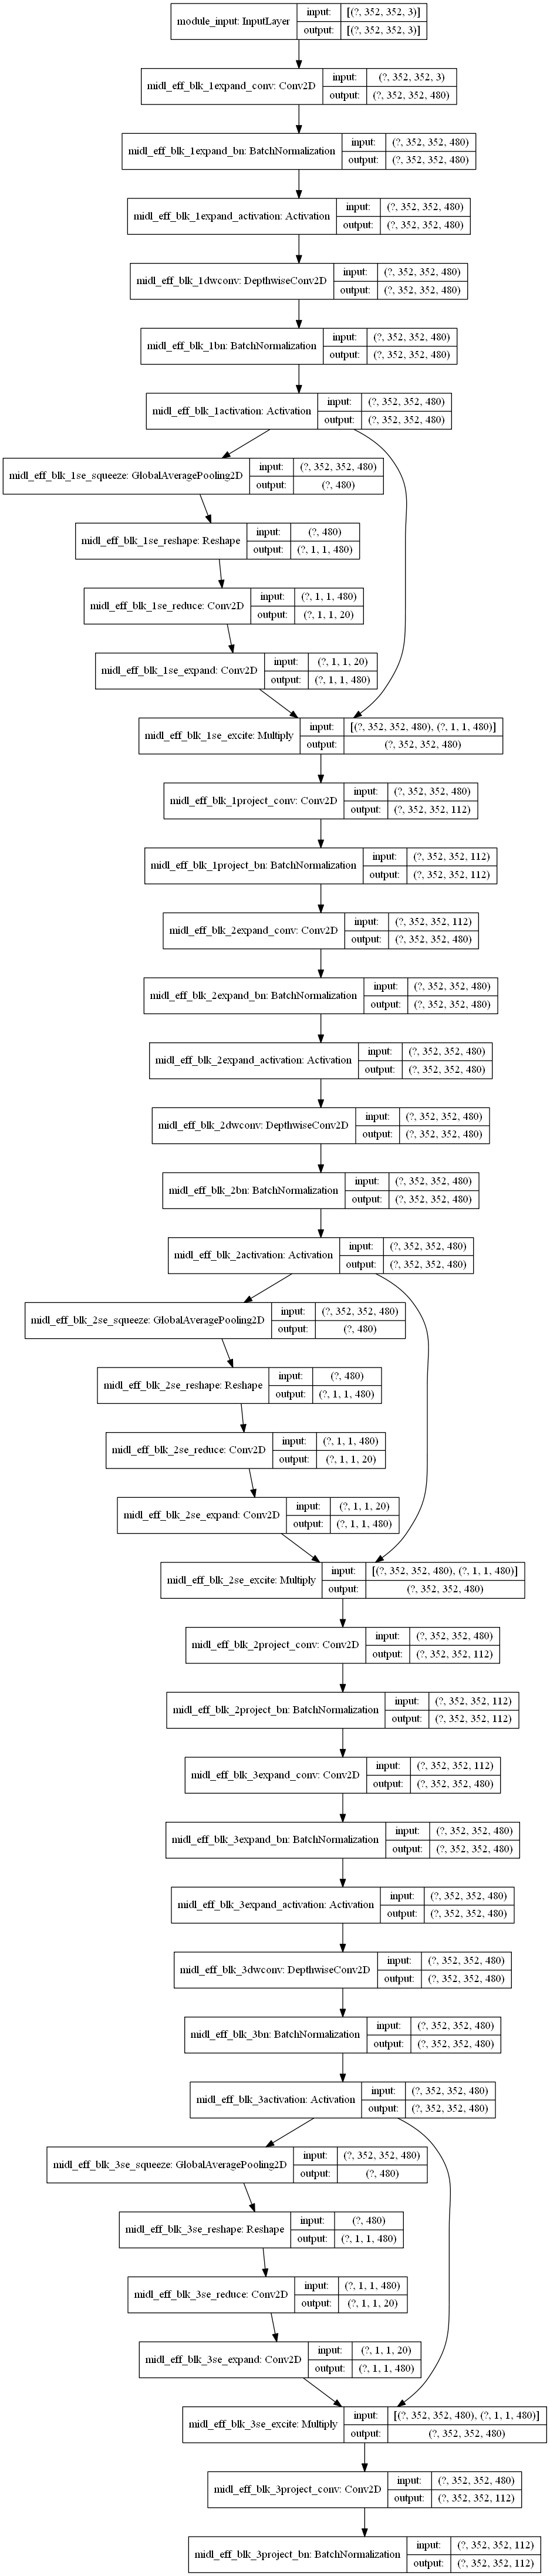 module_input: InputLayer input: [(?, 352, 352, 3)]
output: [(?, 352, 352, 3)]
midl_eff_blk_1expand_conv: Conv2D input: (?, 352, 352, 3)
output: (?, 352, 352, 480)
midl_eff_blk_1expand_bn: BatchNormalization input: (?, 352, 352, 480)
output: (?, 352, 352, 480)
midl_eff_blk_1expand_activation: Activation input: (?, 352, 352, 480)
output: (?, 352, 352, 480)
midl_eff_blk_1dwconv: DepthwiseConv2D input: (?, 352, 352, 480)
output: (?, 352, 352, 480)
midl_eff_blk_1bn: BatchNormalization input: (?, 352, 352, 480)
output: (?, 352, 352, 480)
midl_eff_blk_1activation: Activation input: (?, 352, 352, 480)
output: (?, 352, 352, 480)
midl_eff_blk_1se_squeeze: GlobalAveragePooling2D input: (?, 352, 352, 480)
output: (?, 480)
midl_eff_blk_1se_reshape: Reshape input: (?, 480)
output: (?, 1, 1, 480)
midl_eff_blk_1se_reduce: Conv2D input: (?, 1, 1, 480)
output: (?, 1, 1, 20)
midl_eff_blk_1se_expand: Conv2D input: (?, 1, 1, 20)
output: (?, 1, 1, 480)
midl_eff_blk_1se_excite: Multiply input: [(?, 352, 352, 480), (?, 1, 1, 480)]
output: (?, 352, 352, 480)
midl_eff_blk_1project_conv: Conv2D input: (?, 352, 352, 480)
output: (?, 352, 352, 112)
midl_eff_blk_1project_bn: BatchNormalization input: (?, 352, 352, 112)
output: (?, 352, 352, 112)
midl_eff_blk_2expand_conv: Conv2D input: (?, 352, 352, 112)
output: (?, 352, 352, 480)
midl_eff_blk_2expand_bn: BatchNormalization input: (?, 352, 352, 480)
output: (?, 352, 352, 480)
midl_eff_blk_2expand_activation: Activation input: (?, 352, 352, 480)
output: (?, 352, 352, 480)
midl_eff_blk_2dwconv: DepthwiseConv2D input: (?, 352, 352, 480)
output: (?, 352, 352, 480)
midl_eff_blk_2bn: BatchNormalization input: (?, 352, 352, 480)
output: (?, 352, 352, 480)
midl_eff_blk_2activation: Activation input: (?, 352, 352, 480)
output: (?, 352, 352, 480)
midl_eff_blk_2se_squeeze: GlobalAveragePooling2D input: (?, 352, 352, 480)
output: (?, 480)
midl_eff_blk_2se_reshape: Reshape input: (?, 480)
output: (?, 1, 1, 480)
midl_eff_blk_2se_reduce: Conv2D input: (?, 1, 1, 480)
output: (?, 1, 1, 20)
midl_eff_blk_2se_expand: Conv2D input: (?, 1, 1, 20)
output: (?, 1, 1, 480)
midl_eff_blk_2se_excite: Multiply input: [(?, 352, 352, 480), (?, 1, 1, 480)]
output: (?, 352, 352, 480)
midl_eff_blk_2project_conv: Conv2D input: (?, 352, 352, 480)
output: (?, 352, 352, 112)
midl_eff_blk_2project_bn: BatchNormalization input: (?, 352, 352, 112)
output: (?, 352, 352, 112)
midl_eff_blk_3expand_conv: Conv2D input: (?, 352, 352, 112)
output: (?, 352, 352, 480)
midl_eff_blk_3expand_bn: BatchNormalization input: (?, 352, 352, 480)
output: (?, 352, 352, 480)
midl_eff_blk_3expand_activation: Activation input: (?, 352, 352, 480)
output: (?, 352, 352, 480)
midl_eff_blk_3dwconv: DepthwiseConv2D input: (?, 352, 352, 480)
output: (?, 352, 352, 480)
midl_eff_blk_3bn: BatchNormalization input: (?, 352, 352, 480)
output: (?, 352, 352, 480)
midl_eff_blk_3activation: Activation input: (?, 352, 352, 480)
output: (?, 352, 352, 480)
midl_eff_blk_3se_squeeze: GlobalAveragePooling2D input: (?, 352, 352, 480)
output: (?, 480)
midl_eff_blk_3se_reshape: Reshape input: (?, 480)
output: (?, 1, 1, 480)
midl_eff_blk_3se_reduce: Conv2D input: (?, 1, 1, 480)
output: (?, 1, 1, 20)
midl_eff_blk_3se_expand: Conv2D input: (?, 1, 1, 20)
output: (?, 1, 1, 480)
midl_eff_blk_3se_excite: Multiply input: [(?, 352, 352, 480), (?, 1, 1, 480)]
output: (?, 352, 352, 480)
midl_eff_blk_3project_conv: Conv2D input: (?, 352, 352, 480)
output: (?, 352, 352, 112)
midl_eff_blk_3project_bn: BatchNormalization input: (?, 352, 352, 112)
output: (?, 352, 352, 112)